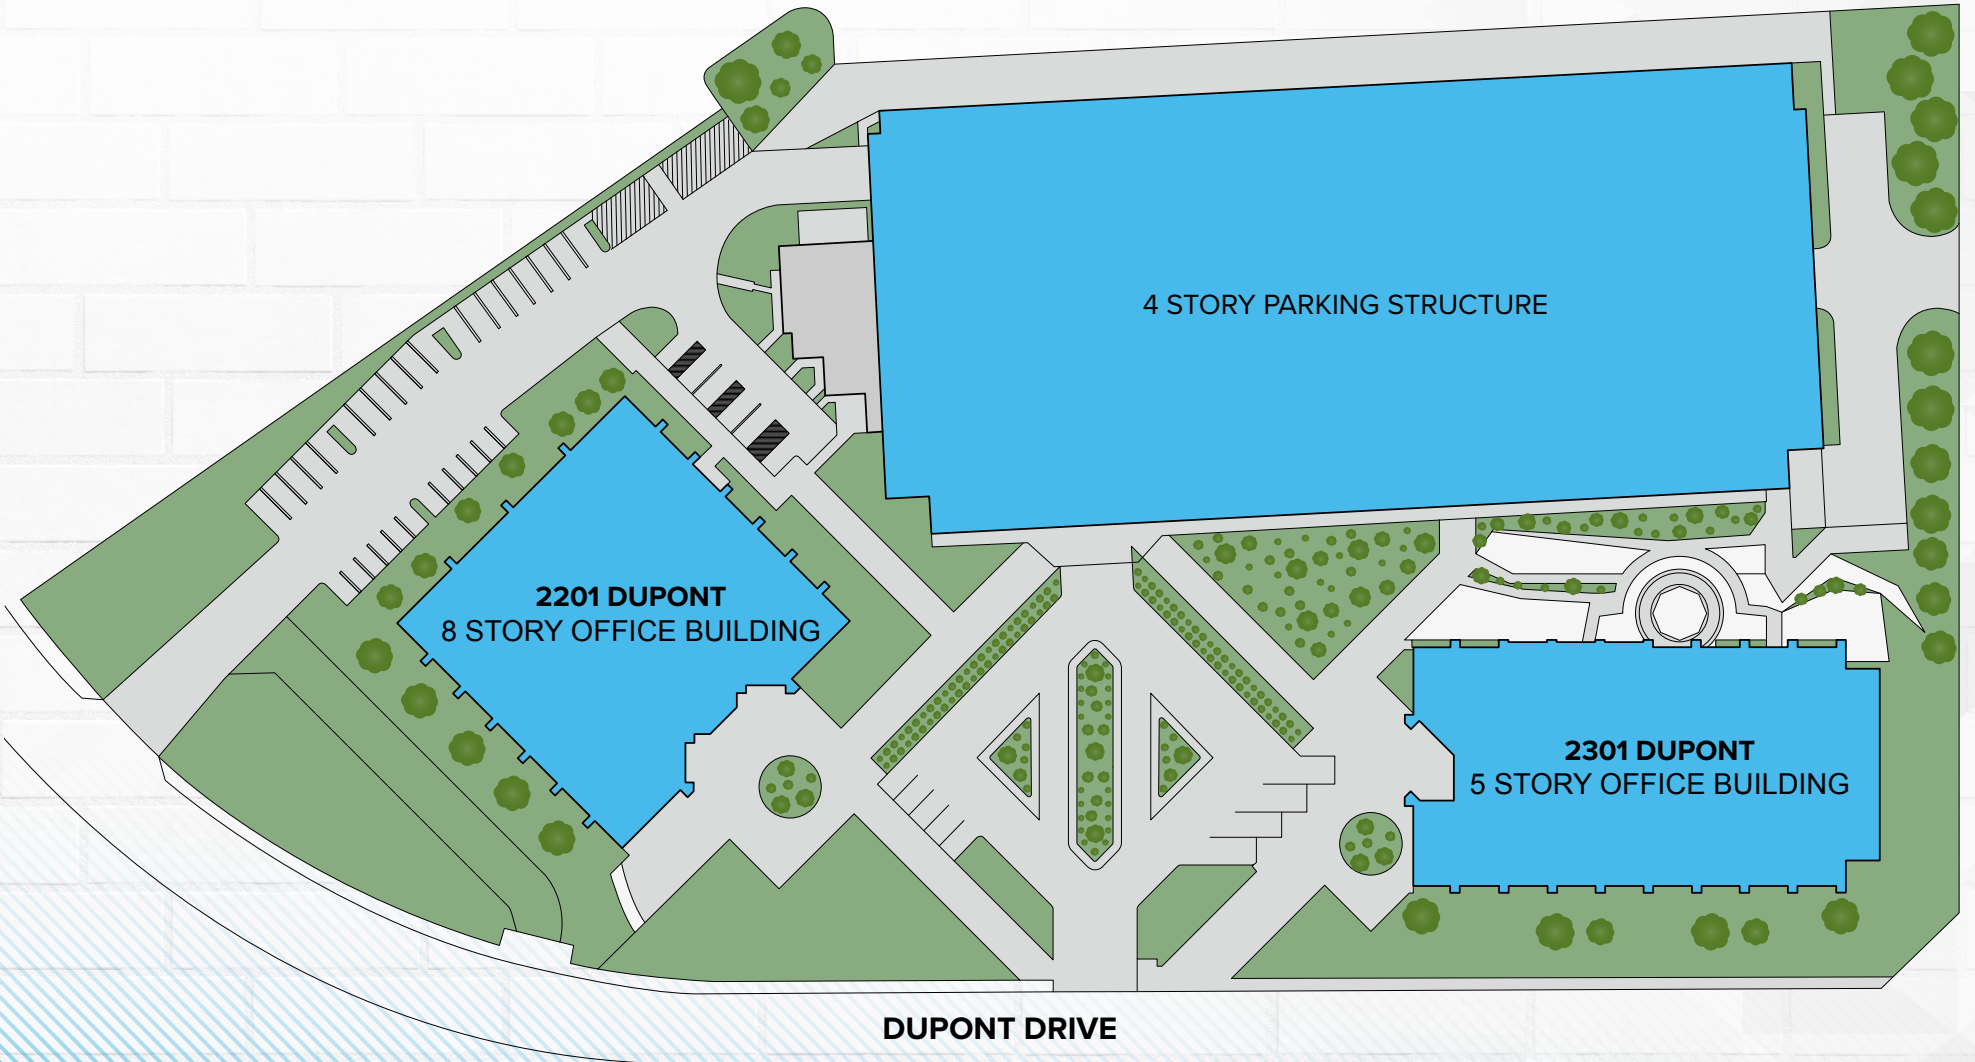 4 STORY PARKING STRUCTURE
2201 DUPONT
8 STORY OFFICE BUILDING
2301 DUPONT
5 STORY OFFICE BUILDING
DUPONT DRIVE